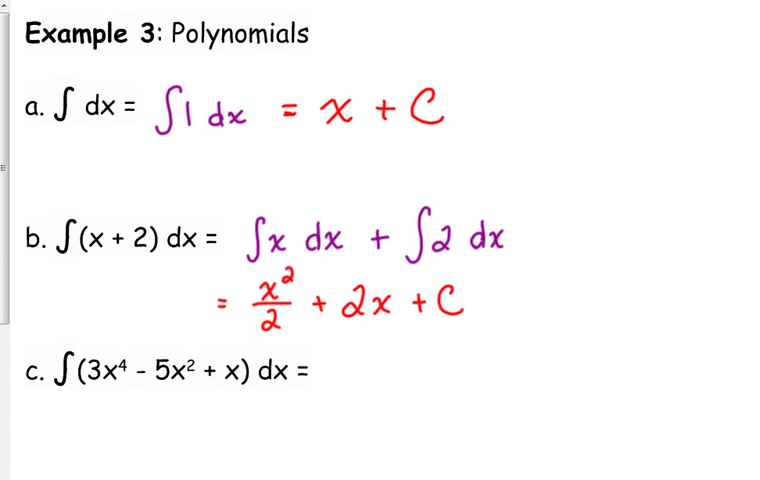 Example 3: Polynomials
a. ∫ dx = ∫1 dx = x + C
b. ∫(x + 2) dx = ∫x dx + ∫2 dx
= x²/2 + 2x + C
c. ∫(3x⁴ - 5x² + x) dx =